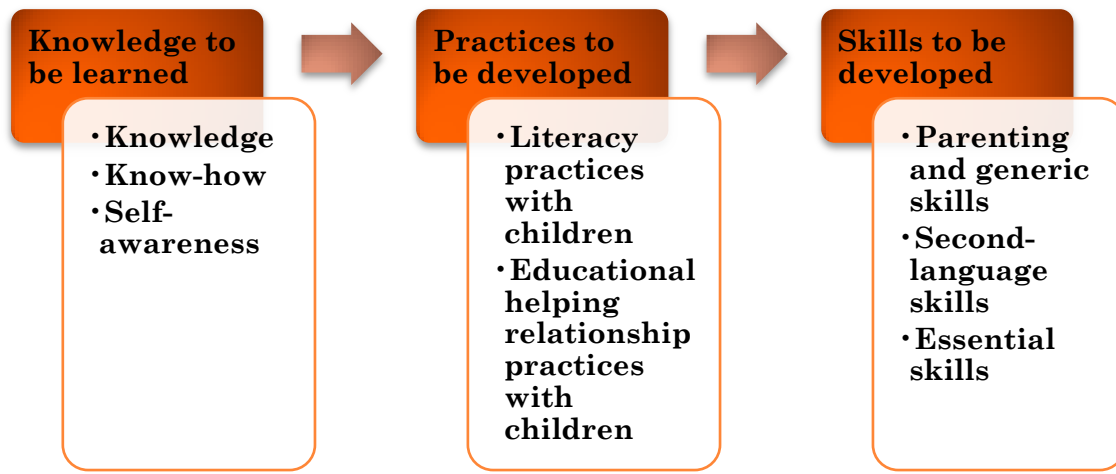 Knowledge to
be learned
・Knowledge
・Know-how
・Self-
awareness
Practices to
be developed
・Literacy
practices
with
children
・Educational
helping
relationship
practices
with
children
Skills to be
developed
・Parenting
and generic
skills
・Second-
language
skills
・Essential
skills